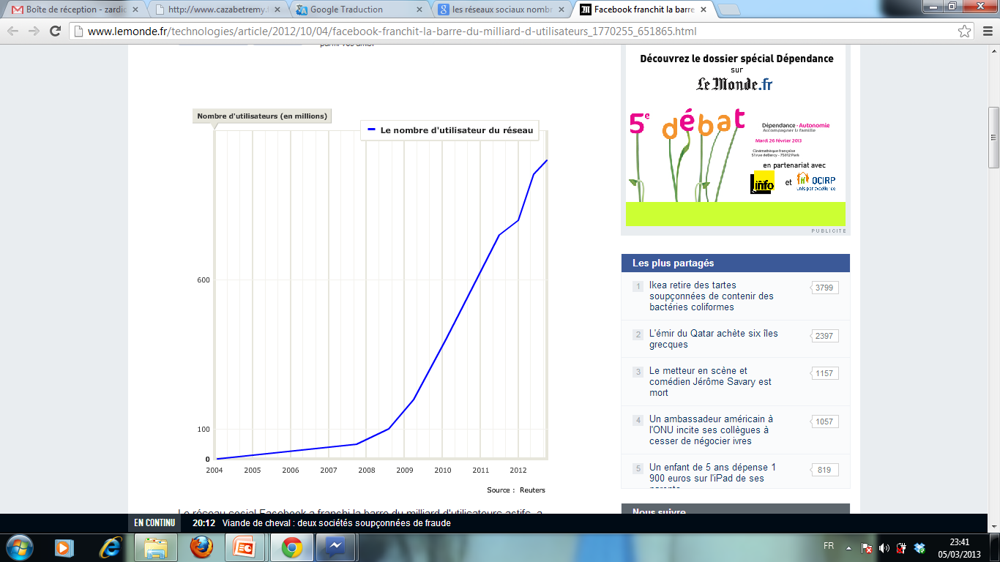 Boîte de réception - zardic
http://www.cazabetremy.
Google Traduction
les réseaux sociaux nombr
Facebook franchit la barre
www.lemonde.fr/technologies/article/2012/10/04/facebook-franchit-la-barre-du-milliard-d-utilisateurs_1770255_651865.html
parmi vos amis.
Nombre d'utilisateurs (en millions)
Le nombre d'utilisateur du réseau
600
100
0
2004 2005 2006 2007 2008 2009 2010 2011 2012
Source : Reuters
Le réseau social Facebook a franchi la barre du milliard d'utilisateurs actifs, a
Découvrez le dossier spécial Dépendance
sur
Le Monde.fr
5e débat
Dépendance - Autonomie
Accompagner la famille
Mardi 26 février 2013
Cinémathèque française
51 rue de Bercy - 75012 Paris
en partenariat avec
info et OCIRP
Unis par excellence
PUBLICITÉ
Les plus partagés
1 Ikea retire des tartes 3799
soupçonnées de contenir des
bactéries coliformes
2 L'émir du Qatar achète six îles 2397
grecques
3 Le metteur en scène et 1157
comédien Jérôme Savary est
mort
4 Un ambassadeur américain à 1057
l'ONU incite ses collègues à
cesser de négocier ivres
5 Un enfant de 5 ans dépense 1 819
900 euros sur l'iPad de ses
parents
Nous suivre
EN CONTINU 20:12 Viande de cheval : deux sociétés soupçonnées de fraude
FR
23:41
05/03/2013